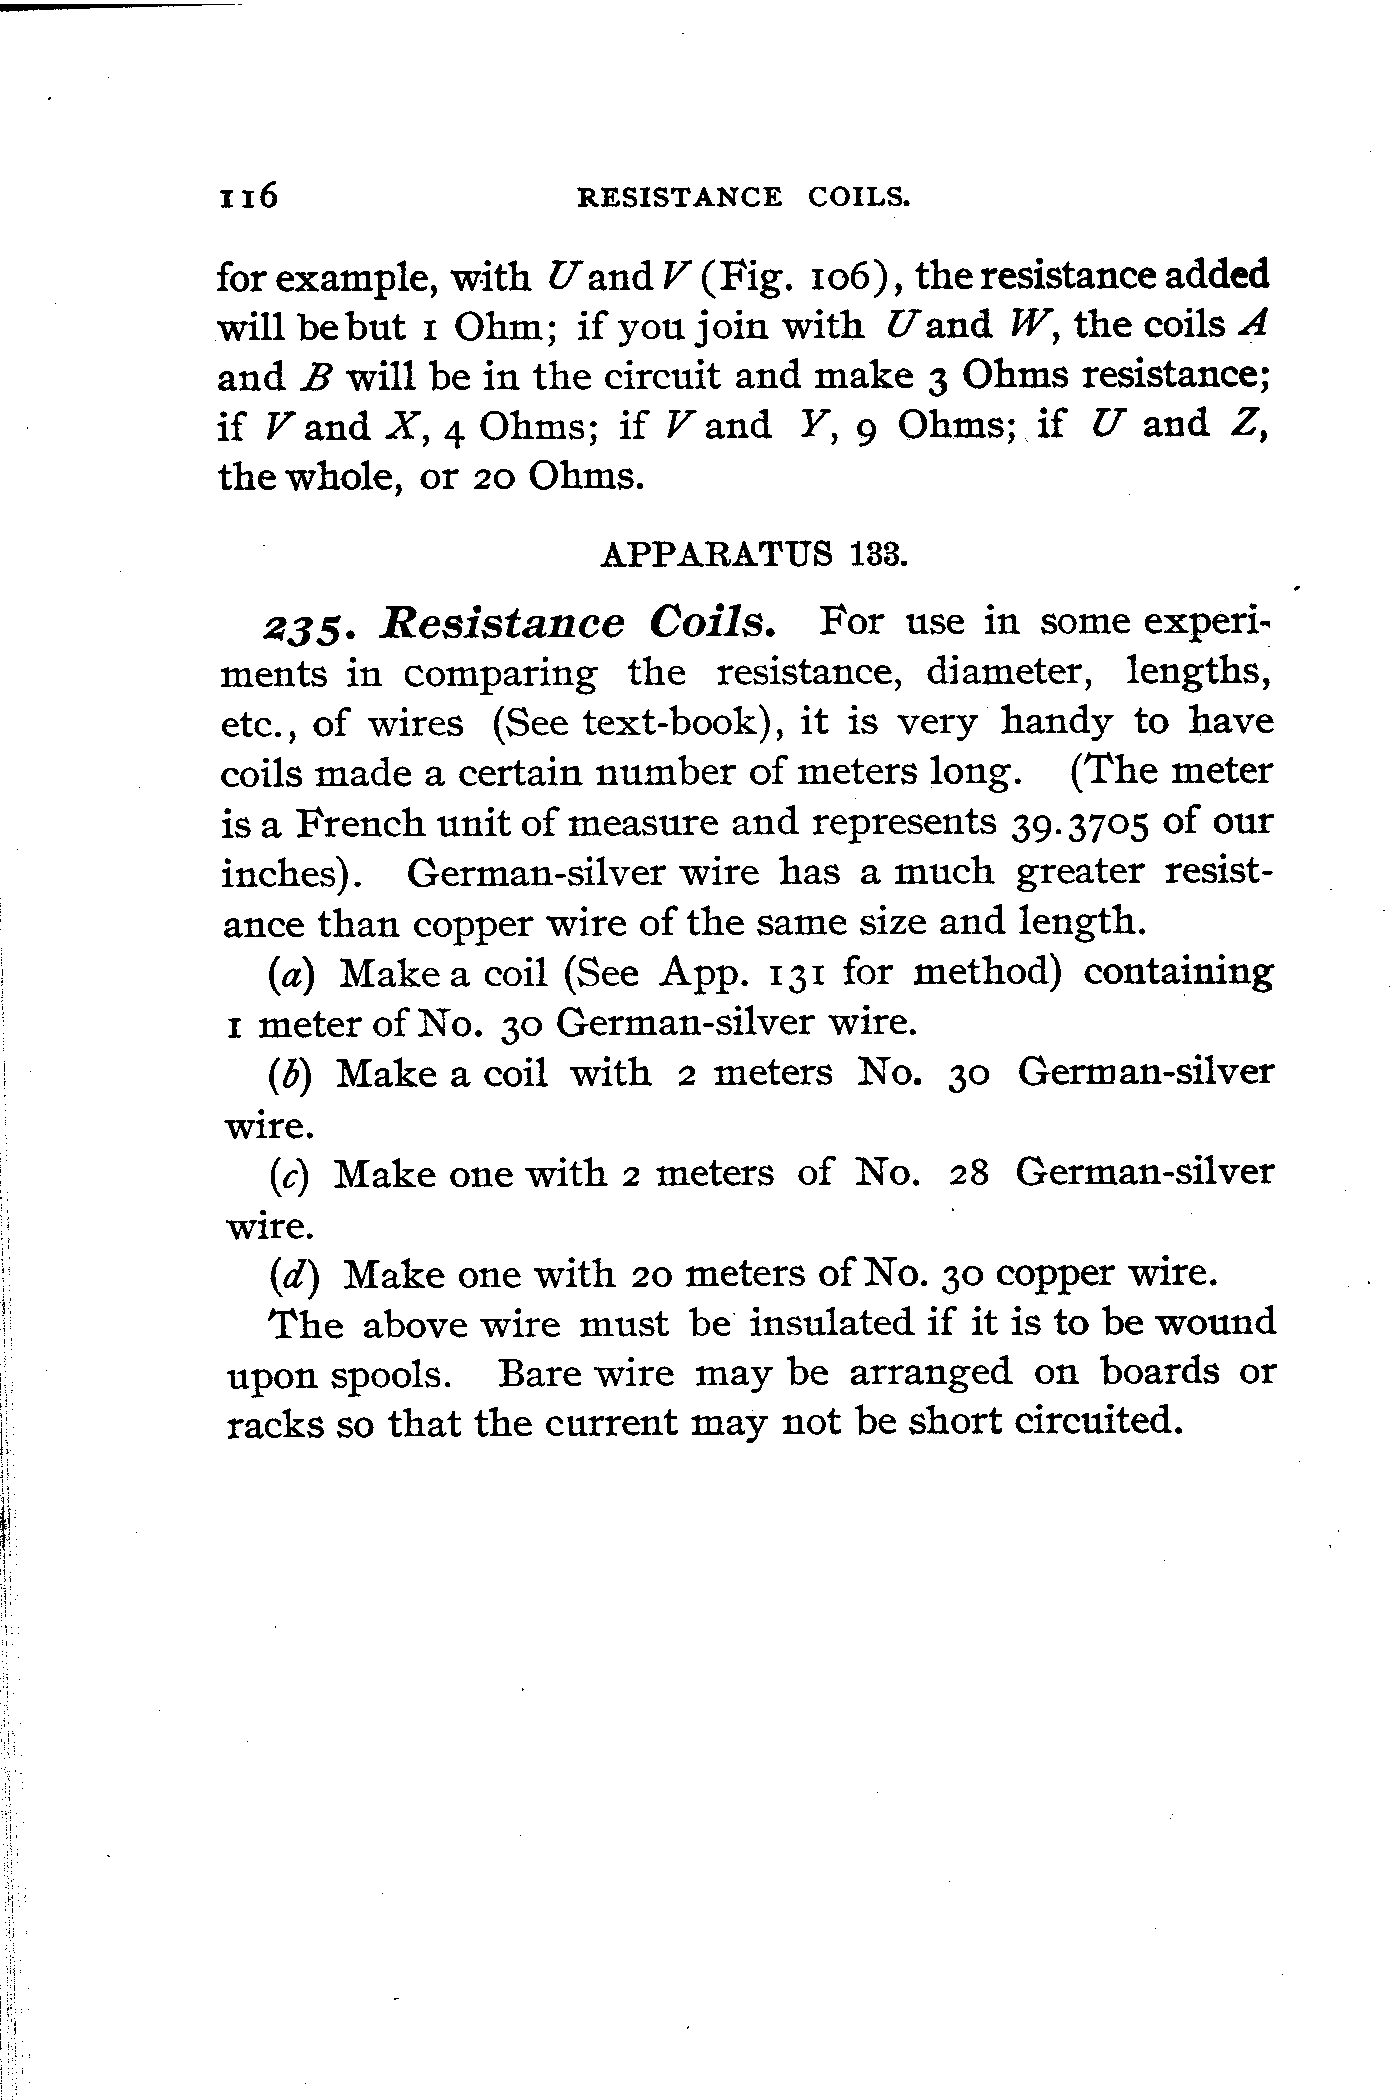 116 RESISTANCE COILS.
for example, with U and V (Fig. 106), the resistance added
will be but 1 Ohm; if you join with U and W, the coils A
and B will be in the circuit and make 3 Ohms resistance;
if V and X, 4 Ohms; if V and Y, 9 Ohms; if U and Z,
the whole, or 20 Ohms.
APPARATUS 133.
235. Resistance Coils. For use in some experi-
ments in comparing the resistance, diameter, lengths,
etc., of wires (See text-book), it is very handy to have
coils made a certain number of meters long. (The meter
is a French unit of measure and represents 39.3705 of our
inches). German-silver wire has a much greater resist-
ance than copper wire of the same size and length.
(a) Make a coil (See App. 131 for method) containing
1 meter of No. 30 German-silver wire.
(b) Make a coil with 2 meters No. 30 German-silver
wire.
(c) Make one with 2 meters of No. 28 German-silver
wire.
(d) Make one with 20 meters of No. 30 copper wire.
The above wire must be insulated if it is to be wound
upon spools. Bare wire may be arranged on boards or
racks so that the current may not be short circuited.